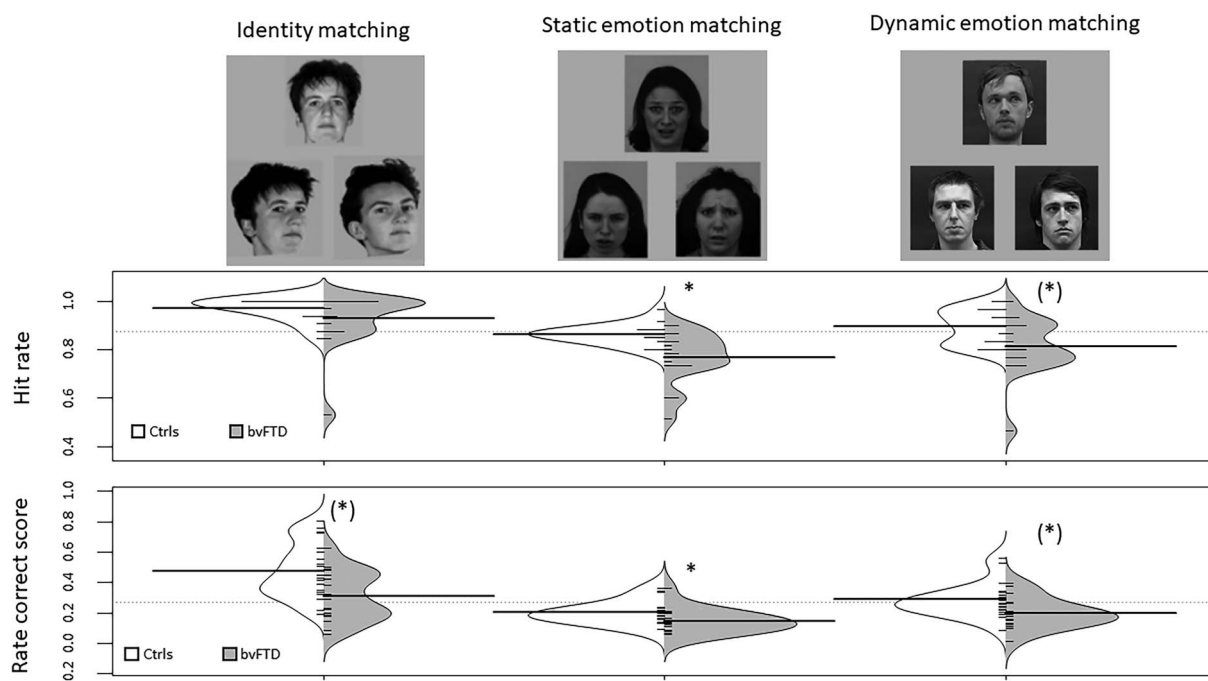 Identity matching
Static emotion matching
Dynamic emotion matching
Hit rate
1.0
0.8
0.6
0.4
* (*)
Ctrls bvFTD
Rate correct score
1.0
0.8
0.6
0.4
0.2
0.0
0.2
(*) * (*)
Ctrls bvFTD